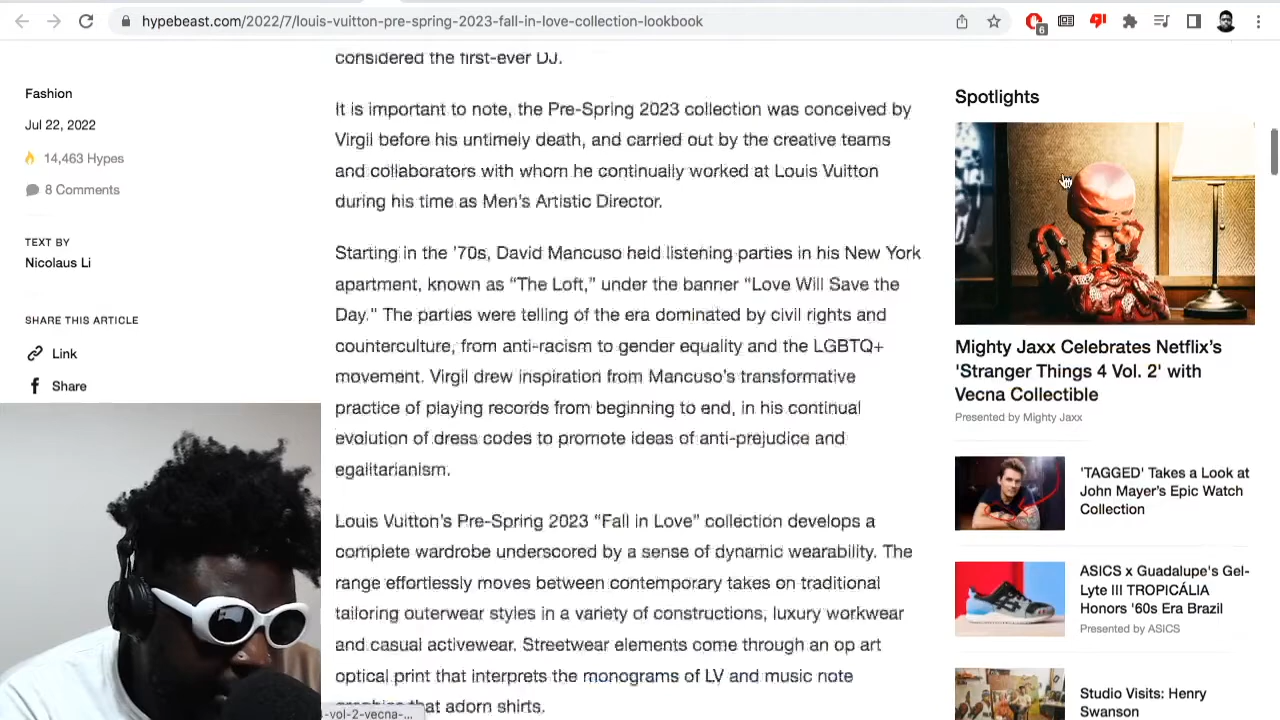 hypebeast.com/2022/7/louis-vuitton-pre-spring-2023-fall-in-love-collection-lookbook
6
Fashion
Jul 22, 2022
14,463 Hypes
8 Comments
TEXT BY
Nicolaus Li
SHARE THIS ARTICLE
Link
Share
considered the first-ever DJ.
It is important to note, the Pre-Spring 2023 collection was conceived by
Virgil before his untimely death, and carried out by the creative teams
and collaborators with whom he continually worked at Louis Vuitton
during his time as Men's Artistic Director.
Starting in the '70s, David Mancuso held listening parties in his New York
apartment, known as “The Loft,” under the banner “Love Will Save the
Day.” The parties were telling of the era dominated by civil rights and
counterculture, from anti-racism to gender equality and the LGBTQ+
movement. Virgil drew inspiration from Mancuso's transformative
practice of playing records from beginning to end, in his continual
evolution of dress codes to promote ideas of anti-prejudice and
egalitarianism.
Louis Vuitton's Pre-Spring 2023 “Fall in Love” collection develops a
complete wardrobe underscored by a sense of dynamic wearability. The
range effortlessly moves between contemporary takes on traditional
tailoring outerwear styles in a variety of constructions, luxury workwear
and casual activewear. Streetwear elements come through an op art
optical print that interprets the monograms of LV and music note
graphics that adorn shirts.
-vol-2-vecna-...
Spotlights
Mighty Jaxx Celebrates Netflix's
'Stranger Things 4 Vol. 2' with
Vecna Collectible
Presented by Mighty Jaxx
'TAGGED' Takes a Look at
John Mayer's Epic Watch
Collection
ASICS x Guadalupe's Gel-
Lyte III TROPICÁLIA
Honors '60s Era Brazil
Presented by ASICS
Studio Visits: Henry
Swanson